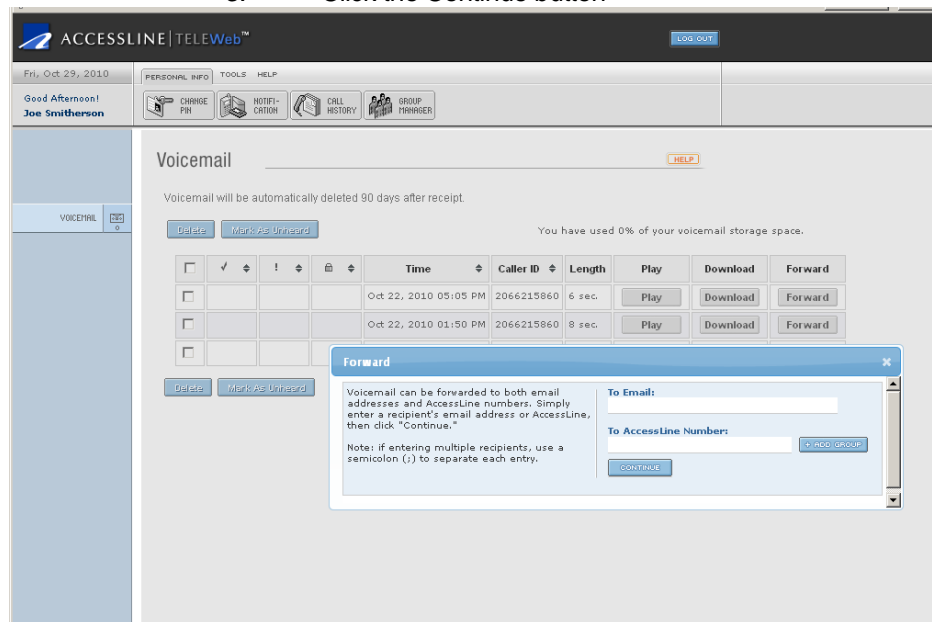 Click the Continue button
ACCESSLINE|TELEWeb™
LOG OUT
Fri, Oct 29, 2010
PERSONAL INFO TOOLS HELP
Good Afternoon!
Joe Smitherson
CHANGE PIN
NOTIFI-CATION
CALL HISTORY
GROUP MANAGER
Voicemail
HELP
Voicemail will be automatically deleted 90 days after receipt.
VOICEMAIL
0
Delete Mark As Unheard You have used 0% of your voicemail storage space.
√ ! Time Caller ID Length Play Download Forward
Oct 22, 2010 05:05 PM 2066215860 6 sec. Play Download Forward
Oct 22, 2010 01:50 PM 2066215860 8 sec. Play Download Forward
Delete Mark As Unheard
Forward ×
Voicemail can be forwarded to both email
addresses and AccessLine numbers. Simply
enter a recipient's email address or AccessLine,
then click "Continue."
Note: if entering multiple recipients, use a
semicolon (;) to separate each entry.
To Email:
To AccessLine Number:
+ ADD GROUP
CONTINUE